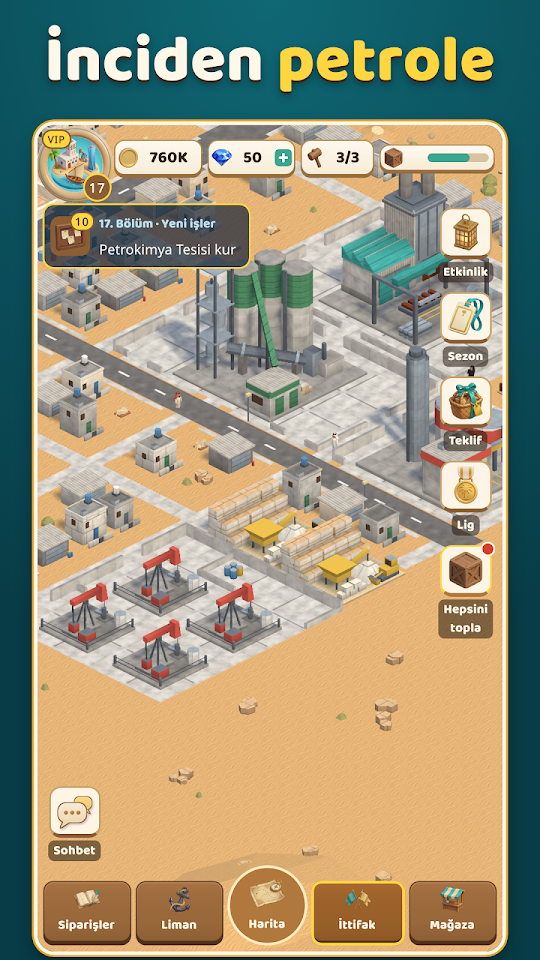 İnciden petrole
VIP
17
760K
50
3/3
10
17. Bölüm · Yeni işler
Petrokimya Tesisi kur
Etkinlik
Sezon
Teklif
Lig
Hepsini
topla
Sohbet
Siparişler
Liman
Harita
İttifak
Mağaza